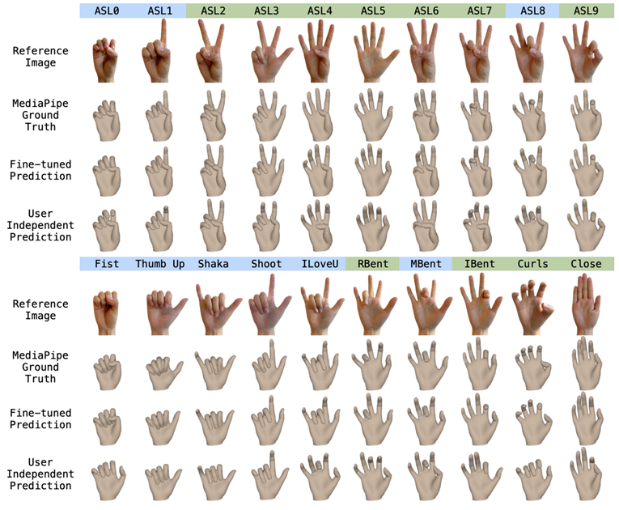 ASL0 ASL1 ASL2 ASL3 ASL4 ASL5 ASL6 ASL7 ASL8 ASL9
Reference
Image
MediaPipe
Ground
Truth
Fine-tuned
Prediction
User
Independent
Prediction
Fist Thumb Up Shaka Shoot ILoveU RBent MBent IBent Curls Close
Reference
Image
MediaPipe
Ground
Truth
Fine-tuned
Prediction
User
Independent
Prediction